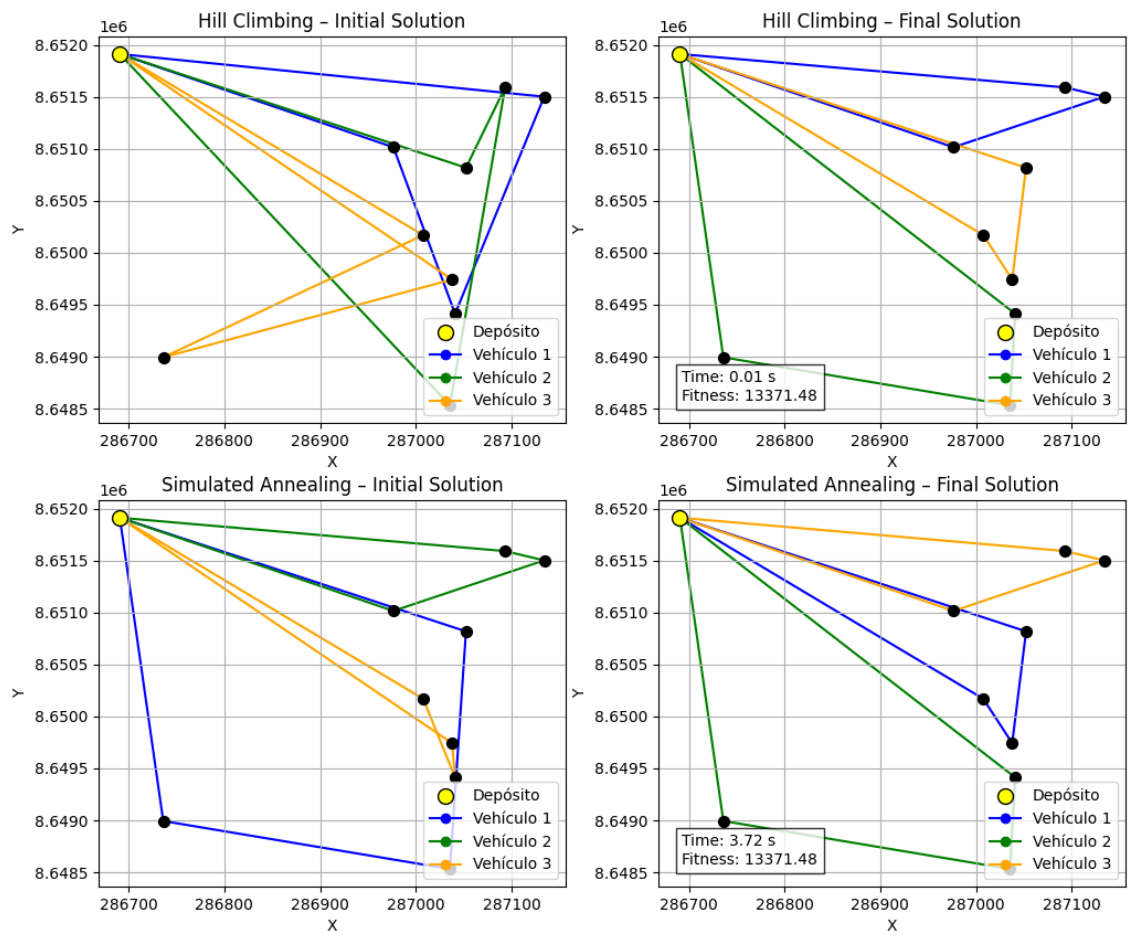 Hill Climbing – Initial Solution
1e6
8.6520
8.6515
8.6510
8.6505
8.6500
8.6495
8.6490
8.6485
Y
286700 286800 286900 287000 287100
X
Depósito
Vehículo 1
Vehículo 2
Vehículo 3
Hill Climbing – Final Solution
1e6
8.6520
8.6515
8.6510
8.6505
8.6500
8.6495
8.6490
8.6485
Y
286700 286800 286900 287000 287100
X
Time: 0.01 s
Fitness: 13371.48
Depósito
Vehículo 1
Vehículo 2
Vehículo 3
Simulated Annealing – Initial Solution
1e6
8.6520
8.6515
8.6510
8.6505
8.6500
8.6495
8.6490
8.6485
Y
286700 286800 286900 287000 287100
X
Depósito
Vehículo 1
Vehículo 2
Vehículo 3
Simulated Annealing – Final Solution
1e6
8.6520
8.6515
8.6510
8.6505
8.6500
8.6495
8.6490
8.6485
Y
286700 286800 286900 287000 287100
X
Time: 3.72 s
Fitness: 13371.48
Depósito
Vehículo 1
Vehículo 2
Vehículo 3